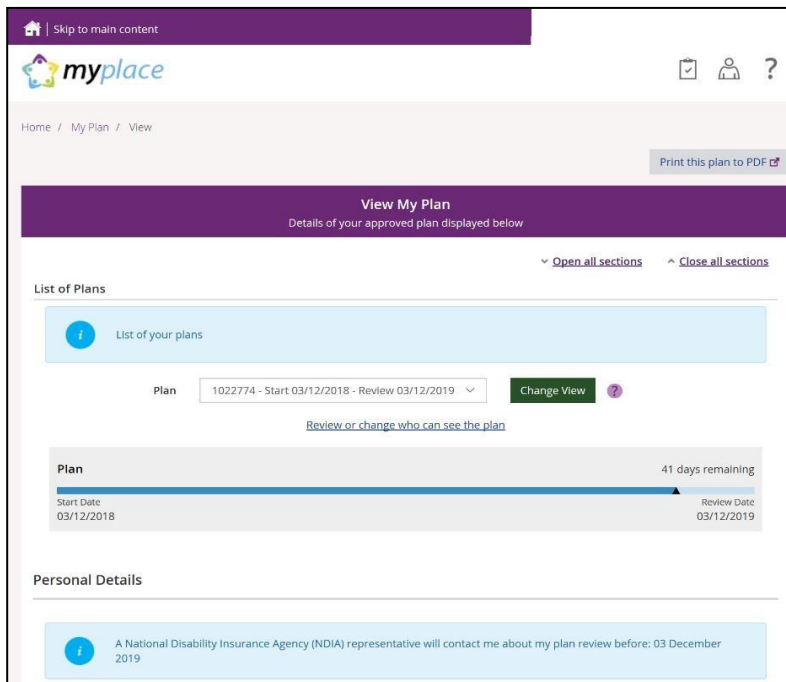 Skip to main content
myplace
?
Home / My Plan / View
Print this plan to PDF
View My Plan
Details of your approved plan displayed below
Open all sections Close all sections
List of Plans
i List of your plans
Plan 1022774 - Start 03/12/2018 - Review 03/12/2019 Change View ?
Review or change who can see the plan
Plan 41 days remaining
Start Date Review Date
03/12/2018 03/12/2019
Personal Details
i A National Disability Insurance Agency (NDIA) representative will contact me about my plan review before: 03 December
2019